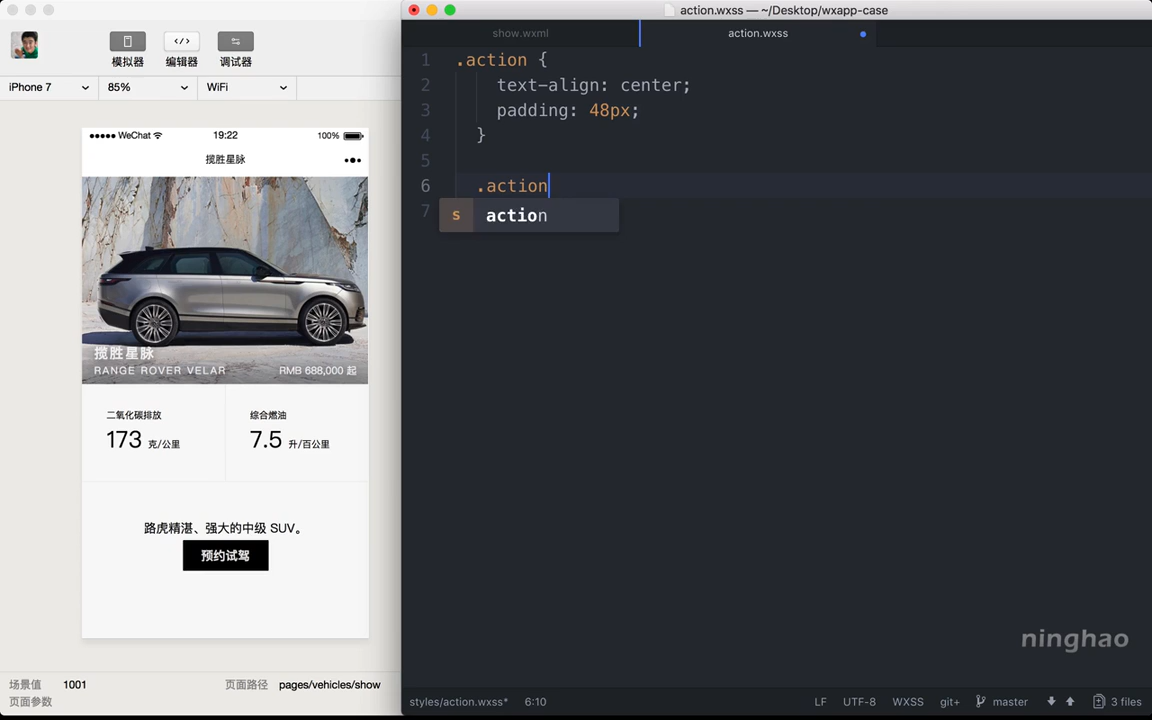 action.wxss — ~/Desktop/wxapp-case
show.wxml
action.wxss
模拟器
编辑器
调试器
iPhone 7
85%
WiFi
WeChat
19:22
100%
揽胜星脉
揽胜星脉
RANGE ROVER VELAR
RMB 688,000 起
二氧化碳排放
综合燃油
173 克/公里
7.5 升/百公里
路虎精湛、强大的中级 SUV。
预约试驾
场景值
1001
页面路径
pages/vehicles/show
页面参数
1 .action {
2 text-align: center;
3 padding: 48px;
4 }
5
6 .action
7
s action
ninghao
styles/action.wxss*
6:10
LF
UTF-8
WXSS
git+
master
3 files